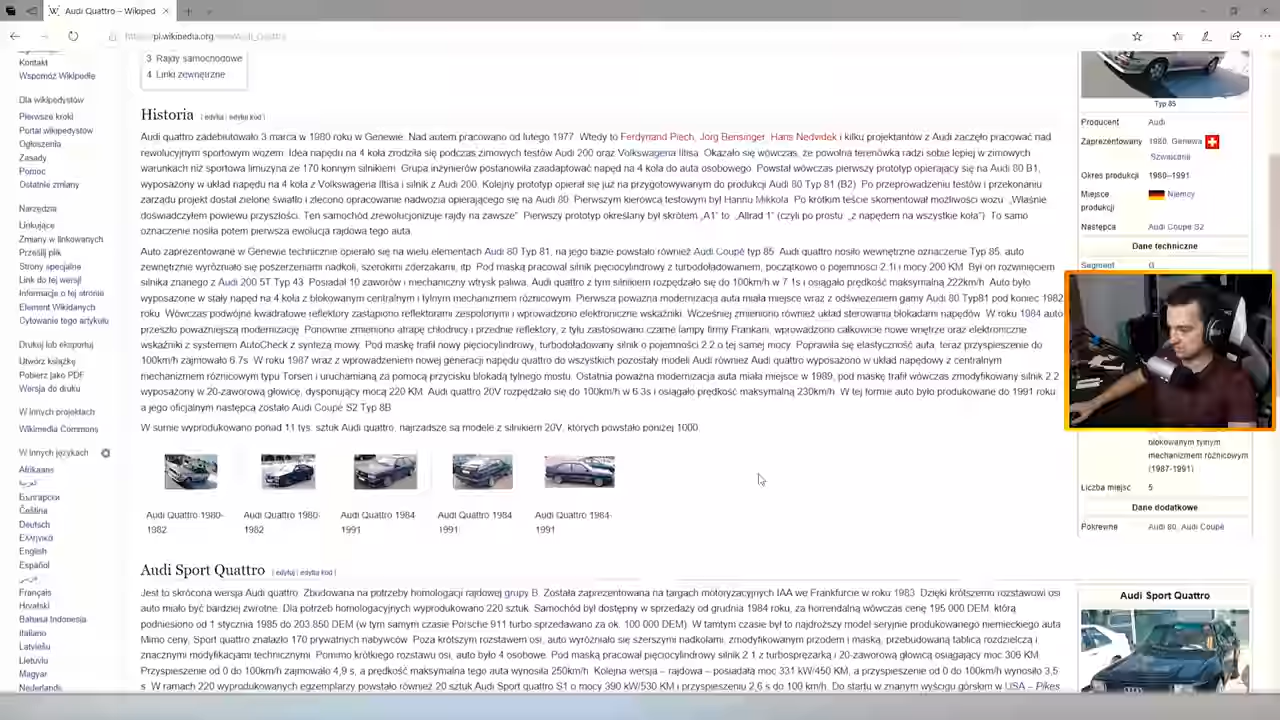 Audi Quattro – Wikiped
pl.wikipedia.org
Kontakt
Wspomóż Wikipedię
Dla wikipedystów
Pierwsze kroki
Portal wikipedystów
Ogłoszenia
Zasady
Pomoc
Ostatnie zmiany
Narzędzia
Linkujące
Zmiany w linkowanych
Prześlij plik
Strony specjalne
Link do tej wersji
Informacje o tej stronie
Element Wikidanych
Cytowanie tego artykułu
Drukuj lub eksportuj
Utwórz książkę
Pobierz jako PDF
Wersja do druku
W innych projektach
Wikimedia Commons
W innych językach
Afrikaans
العربية
Български
Čeština
Deutsch
Ελληνικά
English
Español
فارسی
Français
Hrvatski
Bahasa Indonesia
Italiano
Latviešu
Lietuvių
Magyar
Nederlands
3 Rajdy samochodowe
4 Linki zewnętrzne
Historia [ edytuj | edytuj kod ]
Audi quattro zadebiutowało 3 marca w 1980 roku w Genewie. Nad autem pracowano od lutego 1977. Wtedy to Ferdynand Piech, Jorg Bensinger, Hans Nedvidek i kilku projektantów z Audi zaczęło pracować nad
rewolucyjnym sportowym wozem. Idea napędu na 4 koła zrodziła się podczas zimowych testów Audi 200 oraz Volkswagena Iltisa. Okazało się wówczas, że powolna terenówka radzi sobie lepiej w zimowych
warunkach niż sportowa limuzyna ze 170 konnym silnikiem. Grupa inżynierów postanowiła zaadaptować napęd na 4 koła do auta osobowego. Powstał wówczas pierwszy prototyp opierający się na Audi 80 B1,
wyposażony w układ napędu na 4 koła z Volkswagena Iltisa i silnik z Audi 200. Kolejny prototyp opierał się już na przygotowywanym do produkcji Audi 80 Typ 81 (B2). Po przeprowadzeniu testów i przekonaniu
zarządu projekt dostał zielone światło i zlecono opracowanie nadwozia opierającego się na Audi 80. Pierwszym kierowcą testowym był Hannu Mikkola. Po krótkim teście skomentował możliwości wozu „Właśnie
doświadczyłem powiewu przyszłości. Ten samochód zrewolucjonizuje rajdy na zawsze” Pierwszy prototyp określany był skrótem „A1” to „Allrad 1” (czyli po prostu „z napędem na wszystkie koła”). To samo
oznaczenie nosiła potem pierwsza ewolucja rajdowa tego auta.
Auto zaprezentowane w Genewie technicznie opierało się na wielu elementach Audi 80 Typ 81, na jego bazie powstało również Audi Coupé typ 85. Audi quattro nosiło wewnętrzne oznaczenie Typ 85, auto
zewnętrznie wyróżniało się poszerzeniami nadkoli, szerokimi zderzakami, itp. Pod maską pracował silnik pięciocylindrowy z turbodoładowaniem, początkowo o pojemności 2.1l i mocy 200 KM. Był on rozwinięciem
silnika znanego z Audi 200 5T Typ 43. Posiadał 10 zaworów i mechaniczny wtrysk paliwa. Audi quattro z tym silnikiem rozpędzało się do 100km/h w 7.1s i osiągało prędkość maksymalną 222km/h. Auto było
wyposażone w stały napęd na 4 koła z blokowanym centralnym i tylnym mechanizmem różnicowym. Pierwsza poważna modernizacja auta miała miejsce wraz z odświeżeniem gamy Audi 80 Typ81 pod koniec 1982
roku. Wówczas podwójne kwadratowe reflektory zastąpiono reflektorami zespolonymi i wprowadzono elektroniczne wskaźniki. Wcześniej zmieniono również układ sterowania blokadami napędów. W roku 1984 auto
przeszło poważniejszą modernizację. Ponownie zmieniono atrapę chłodnicy i przednie reflektory, z tyłu zastosowano czarne lampy firmy Frankani, wprowadzono całkowicie nowe wnętrze oraz elektroniczne
wskaźniki z systemem AutoCheck z syntezą mowy. Pod maskę trafił nowy pięciocylindrowy, turbodoładowany silnik o pojemności 2.2 o tej samej mocy. Poprawiła się elastyczność auta, teraz przyspieszenie do
100km/h zajmowało 6.7s. W roku 1987 wraz z wprowadzeniem nowej generacji napędu quattro do wszystkich pozostały modeli Audi również Audi quattro wyposażono w układ napędowy z centralnym
mechanizmem różnicowym typu Torsen i uruchamianą za pomocą przycisku blokadą tylnego mostu. Ostatnia poważna modernizacja auta miała miejsce w 1989, pod maskę trafił wówczas zmodyfikowany silnik 2.2
wyposażony w 20-zaworową głowicę, dysponujący mocą 220 KM. Audi quattro 20V rozpędzało się do 100km/h w 6.3s i osiągało prędkość maksymalną 230km/h. W tej formie auto było produkowane do 1991 roku,
a jego oficjalnym następcą zostało Audi Coupé S2 Typ 8B
W sumie wyprodukowano ponad 11 tys. sztuk Audi quattro, najrzadsze są modele z silnikiem 20V, których powstało poniżej 1000.
Audi Quattro 1980-
1982
Audi Quattro 1980-
1982
Audi Quattro 1984-
1991
Audi Quattro 1984-
1991
Audi Quattro 1984-
1991
Audi Sport Quattro [ edytuj | edytuj kod ]
Jest to skrócona wersja Audi Quattro. Zbudowana na potrzeby homologacji rajdowej grupy B. Została zaprezentowana na targach motoryzacyjnych IAA we Frankfurcie w roku 1983. Dzięki krótszemu rozstawowi osi
auto miało być bardziej zwrotne. Dla potrzeb homologacyjnych wyprodukowano 220 sztuk. Samochód był dostępny w sprzedaży od grudnia 1984 roku, za horrendalną wówczas cenę 195 000 DEM, którą
podniesiono od 1 stycznia 1985 to 203.850 DEM (w tym samym czasie Porsche 911 turbo sprzedawano za ok. 100 000 DEM). W tamtym czasie był to najdroższy model seryjnie produkowanego niemieckiego auta.
Mimo ceny, Sport quattro znalazło 170 prywatnych nabywców. Poza krótszym rozstawem osi, auto wyróżniało się szerszymi nadkolami, zmodyfikowanym przodem i maską, przebudowaną tablicą rozdzielczą i
znacznymi modyfikacjami technicznymi. Pomimo krótkiego rozstawu osi, auto było 4 osobowe. Pod maską pracował pięciocylindrowy silnik 2.1 z turbosprężarką i 20-zaworową głowicą osiągający moc 306 KM.
Przyspieszenie od 0 do 100km/h zajmowało 4,9 s, a prędkość maksymalna tego auta wynosiła 250km/h. Kolejna wersja – rajdowa – posiadała moc 331 kW/450 KM, a przyspieszenie od 0 do 100km/h wynosiło 3,5
s. W ramach 220 wyprodukowanych egzemplarzy powstało również 20 sztuk Audi Sport quattro S1 o mocy 390 kW/530 KM i przyspieszeniu 2,6 s do 100 km/h. Do startu w znanym wyścigu górskim w USA – Pikes
Typ 85
Producent Audi
Zaprezentowany 1980, Genewa
Szwajcaria
Okres produkcji 1980–1991
Miejsce
produkcji Niemcy
Następca Audi Coupe S2
Dane techniczne
Segment G
blokowanym tylnym
mechanizmem różnicowym
(1987-1991)
Liczba miejsc 5
Dane dodatkowe
Pokrewne Audi 80, Audi Coupé
Audi Sport Quattro